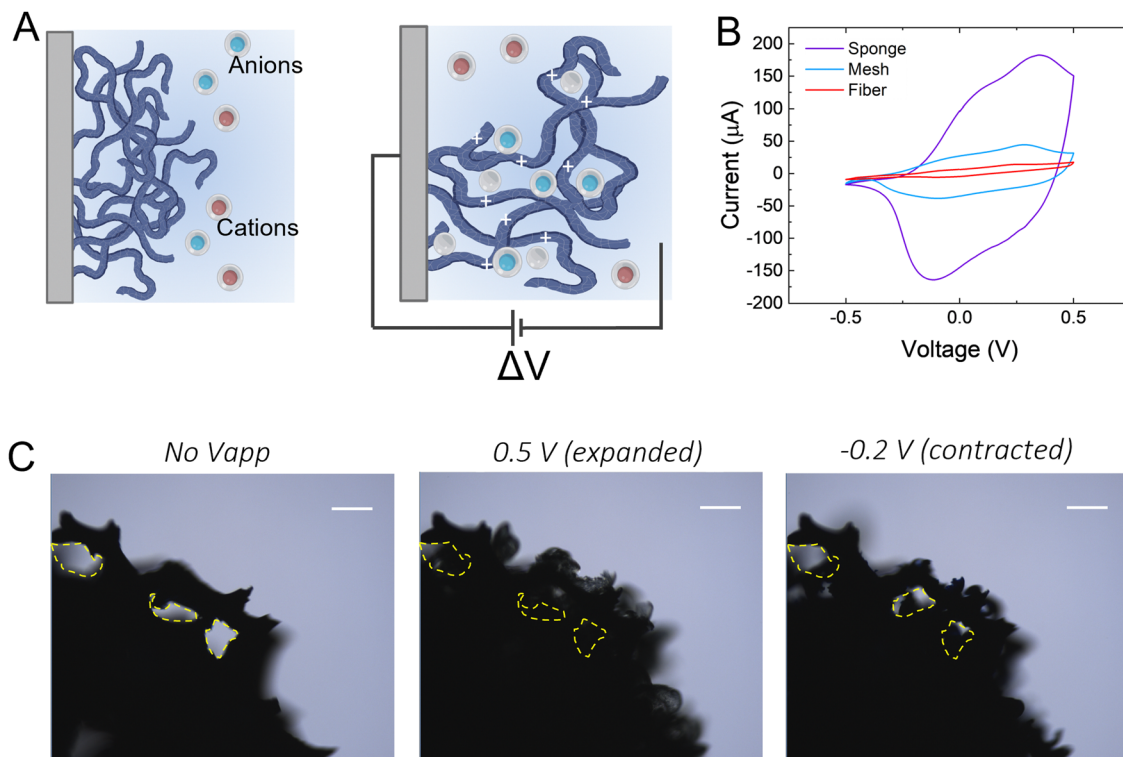 A
Anions
Cations
+
+
+
+
+
+
+
+
+
ΔV
B
Sponge
Mesh
Fiber
Current (μA)
200
150
100
50
0
-50
-100
-150
-200
-0.5
0.0
0.5
Voltage (V)
C
No Vapp
0.5 V (expanded)
-0.2 V (contracted)